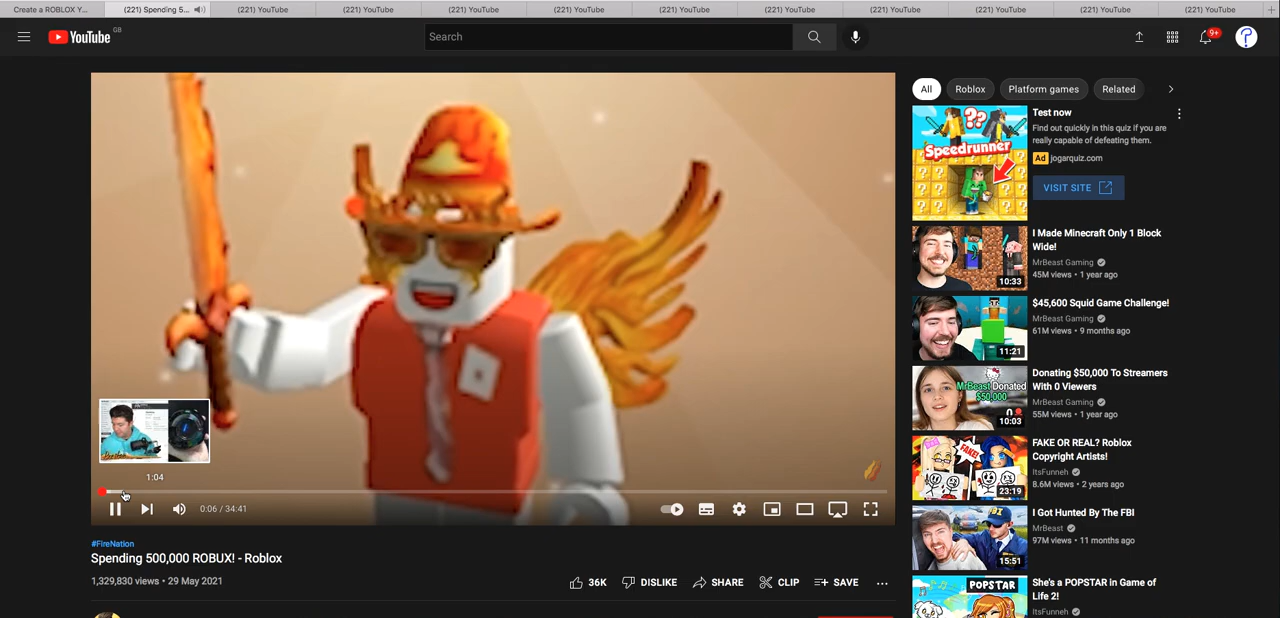 Create a ROBLOX Y...
(221) Spending 5...
(221) YouTube
(221) YouTube
(221) YouTube
(221) YouTube
(221) YouTube
(221) YouTube
(221) YouTube
(221) YouTube
(221) YouTube
(221) YouTube
YouTube GB
Search
9+
All
Roblox
Platform games
Related
??
Speedrunner
Test now
Find out quickly in this quiz if you are
really capable of defeating them.
Ad jogarquiz.com
VISIT SITE
10:33
I Made Minecraft Only 1 Block
Wide!
MrBeast Gaming
45M views • 1 year ago
11:21
$45,600 Squid Game Challenge!
MrBeast Gaming
61M views • 9 months ago
MrBeast Donated
$50,000
10:03
Donating $50,000 To Streamers
With 0 Viewers
MrBeast Gaming
55M views • 1 year ago
FAKE!
23:19
FAKE OR REAL? Roblox
Copyright Artists!
ItsFunneh
8.6M views • 2 years ago
FBI
15:51
I Got Hunted By The FBI
MrBeast
97M views • 11 months ago
POPSTAR
She's a POPSTAR in Game of
Life 2!
ItsFunneh
1:04
0:06 / 34:41
#FireNation
Spending 500,000 ROBUX! - Roblox
1,329,830 views • 29 May 2021
36K
DISLIKE
SHARE
CLIP
SAVE